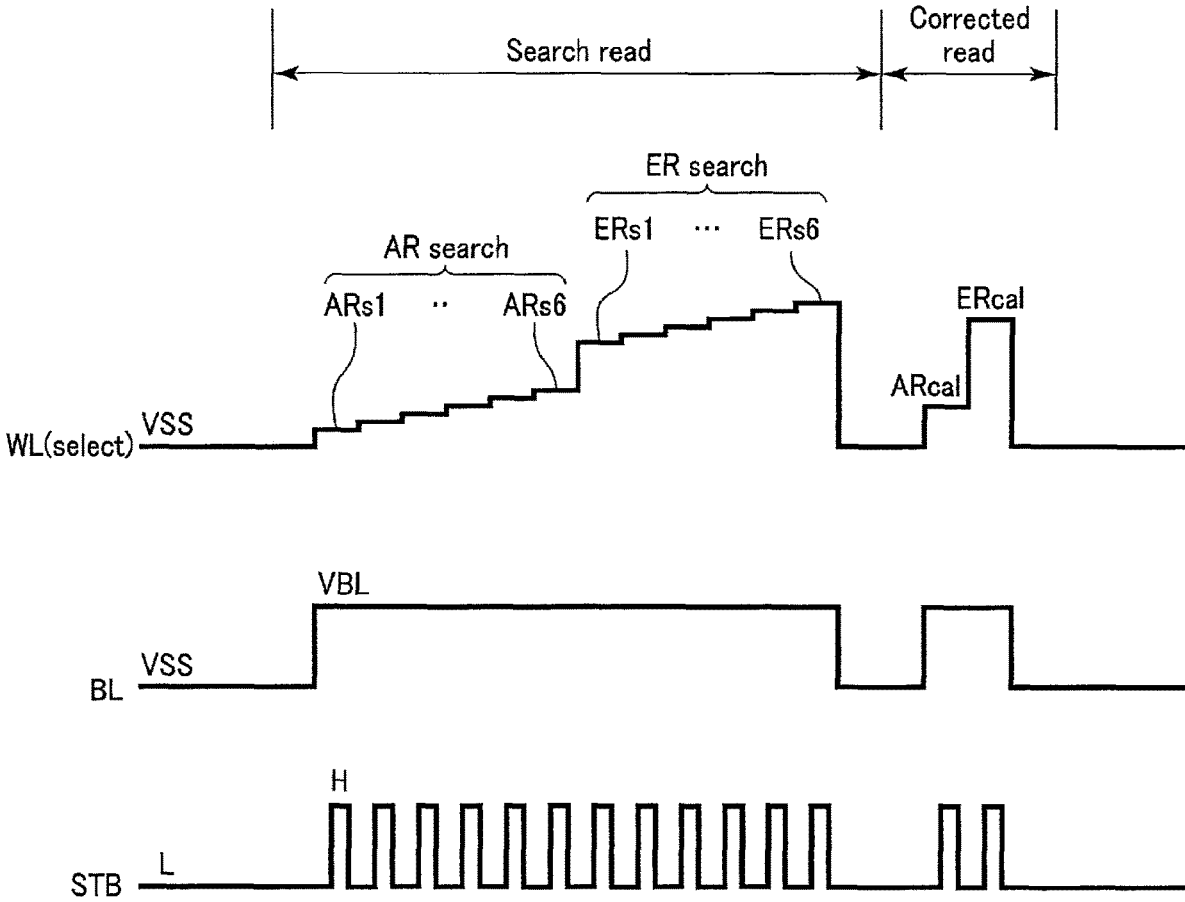 Corrected
read
Search read
ER search
ERs1 ... ERs6
AR search
ARs1 .. ARs6
ERcal
ARcal
VSS
WL(select)
VBL
VSS
BL
H
L
STB